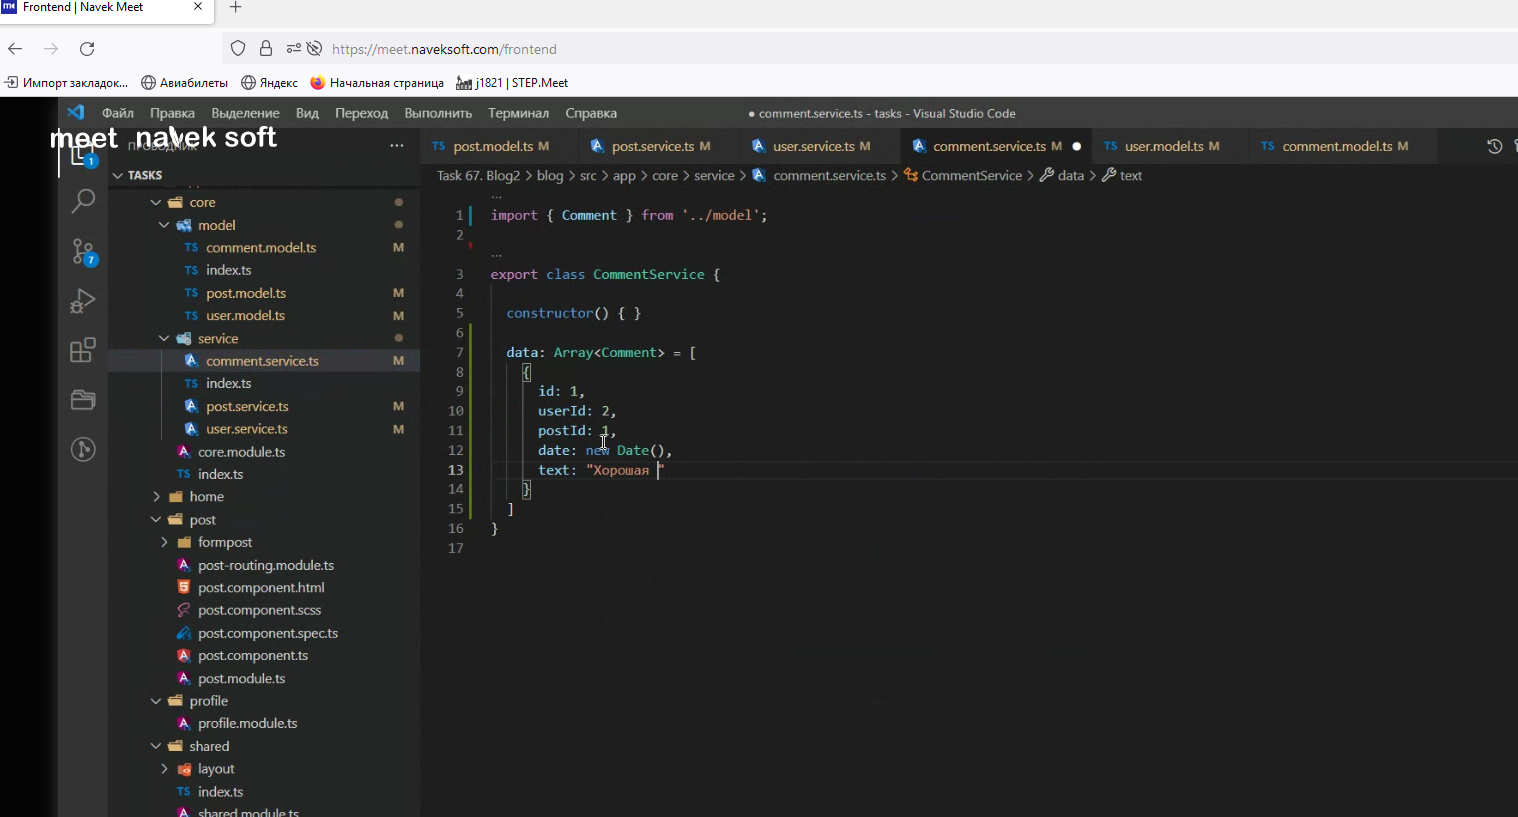 Frontend | Navek Meet
https://meet.naveksoft.com/frontend
Импорт закладок...
Авиабилеты
Яндекс
Начальная страница
j1821 | STEP.Meet
Файл Правка Выделение Вид Переход Выполнить Терминал Справка
comment.service.ts - tasks - Visual Studio Code
meet navek soft
ПРОВОДНИК
post.model.ts M
post.service.ts M
user.service.ts M
comment.service.ts M
user.model.ts M
comment.model.ts M
Task 67. Blog2 > blog > src > app > core > service > comment.service.ts > CommentService > data > text
1
7
TASKS
core
model
comment.model.ts M
index.ts
post.model.ts M
user.model.ts M
service
comment.service.ts M
index.ts
post.service.ts M
user.service.ts M
core.module.ts
index.ts
home
post
formpost
post-routing.module.ts
post.component.html
post.component.scss
post.component.spec.ts
post.component.ts
post.module.ts
profile
profile.module.ts
shared
layout
index.ts
shared.module.ts
1 import { Comment } from '../model';
2
3 export class CommentService {
4
5 constructor() { }
6
7 data: Array<Comment> = [
8 {
9 id: 1,
10 userId: 2,
11 postId: 1,
12 date: new Date(),
13 text: "Хорошая "
14 }
15 ]
16 }
17